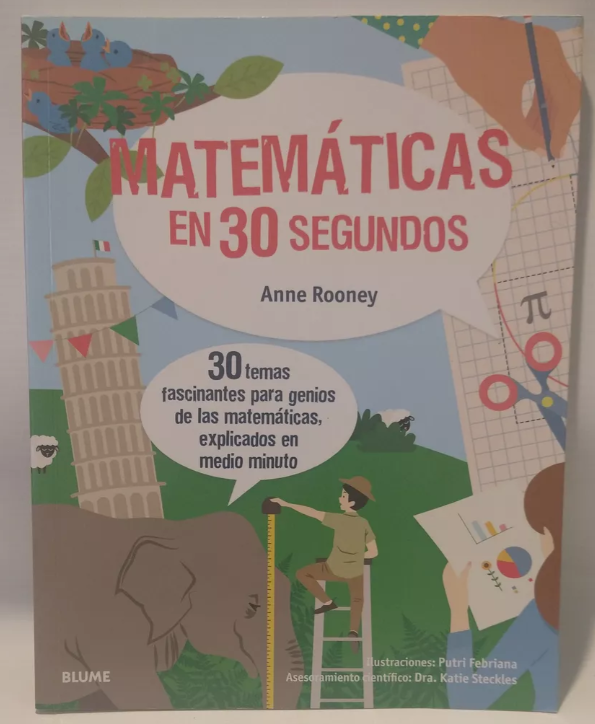 MATEMÁTICAS
EN 30 SEGUNDOS
Anne Rooney
30 temas
fascinantes para genios
de las matemáticas,
explicados en
medio minuto
π
Ilustraciones: Putri Febriana
Asesoramiento científico: Dra. Katie Steckles
BLUME